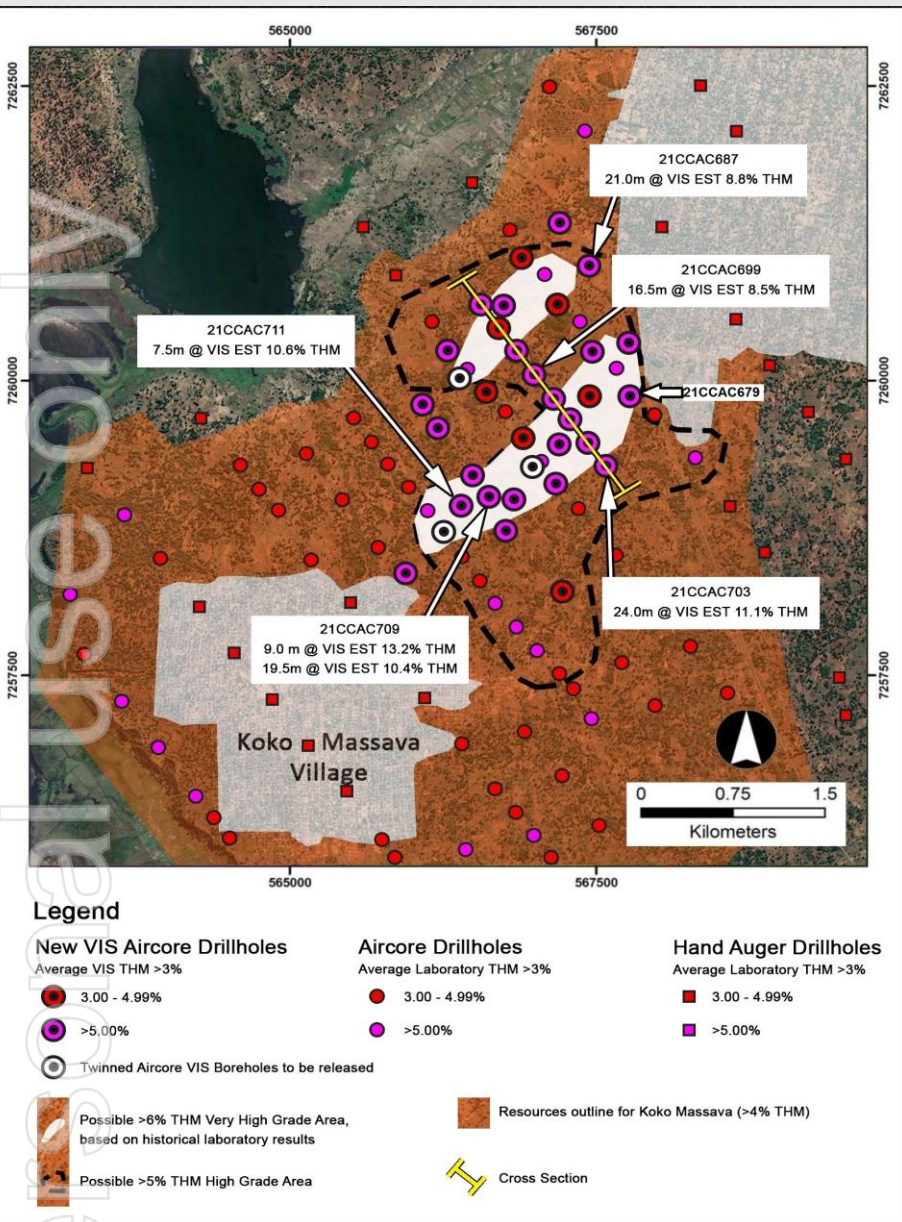 565000
567500
7262500
7262500
21CCAC687
21.0m @ VIS EST 8.8% THM
21CCAC699
16.5m @ VIS EST 8.5% THM
21CCAC711
7.5m @ VIS EST 10.6% THM
7260000
7260000
21CCAC679
21CCAC703
24.0m @ VIS EST 11.1% THM
21CCAC709
9.0 m @ VIS EST 13.2% THM
19.5m @ VIS EST 10.4% THM
7257500
7257500
Koko Massava
Village
0 0.75 1.5
Kilometers
565000
567500
Legend
New VIS Aircore Drillholes
Average VIS THM >3%
3.00 - 4.99%
>5.00%
Twinned Aircore VIS Boreholes to be released
Aircore Drillholes
Average Laboratory THM >3%
3.00 - 4.99%
>5.00%
Hand Auger Drillholes
Average Laboratory THM >3%
3.00 - 4.99%
>5.00%
Possible >6% THM Very High Grade Area,
based on historical laboratory results
Possible >5% THM High Grade Area
Resources outline for Koko Massava (>4% THM)
Cross Section